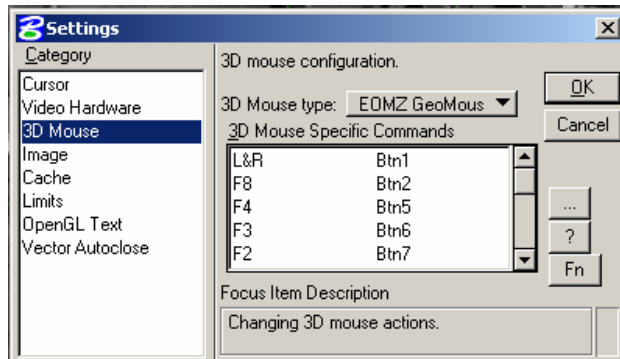 Settings
Category
Cursor
Video Hardware
3D Mouse
Image
Cache
Limits
OpenGL Text
Vector Autoclose
3D mouse configuration.
3D Mouse type: EOMZ GeoMous
3D Mouse Specific Commands
L&R Btn1
F8 Btn2
F4 Btn5
F3 Btn6
F2 Btn7
Focus Item Description
Changing 3D mouse actions.
OK
Cancel
...
?
Fn